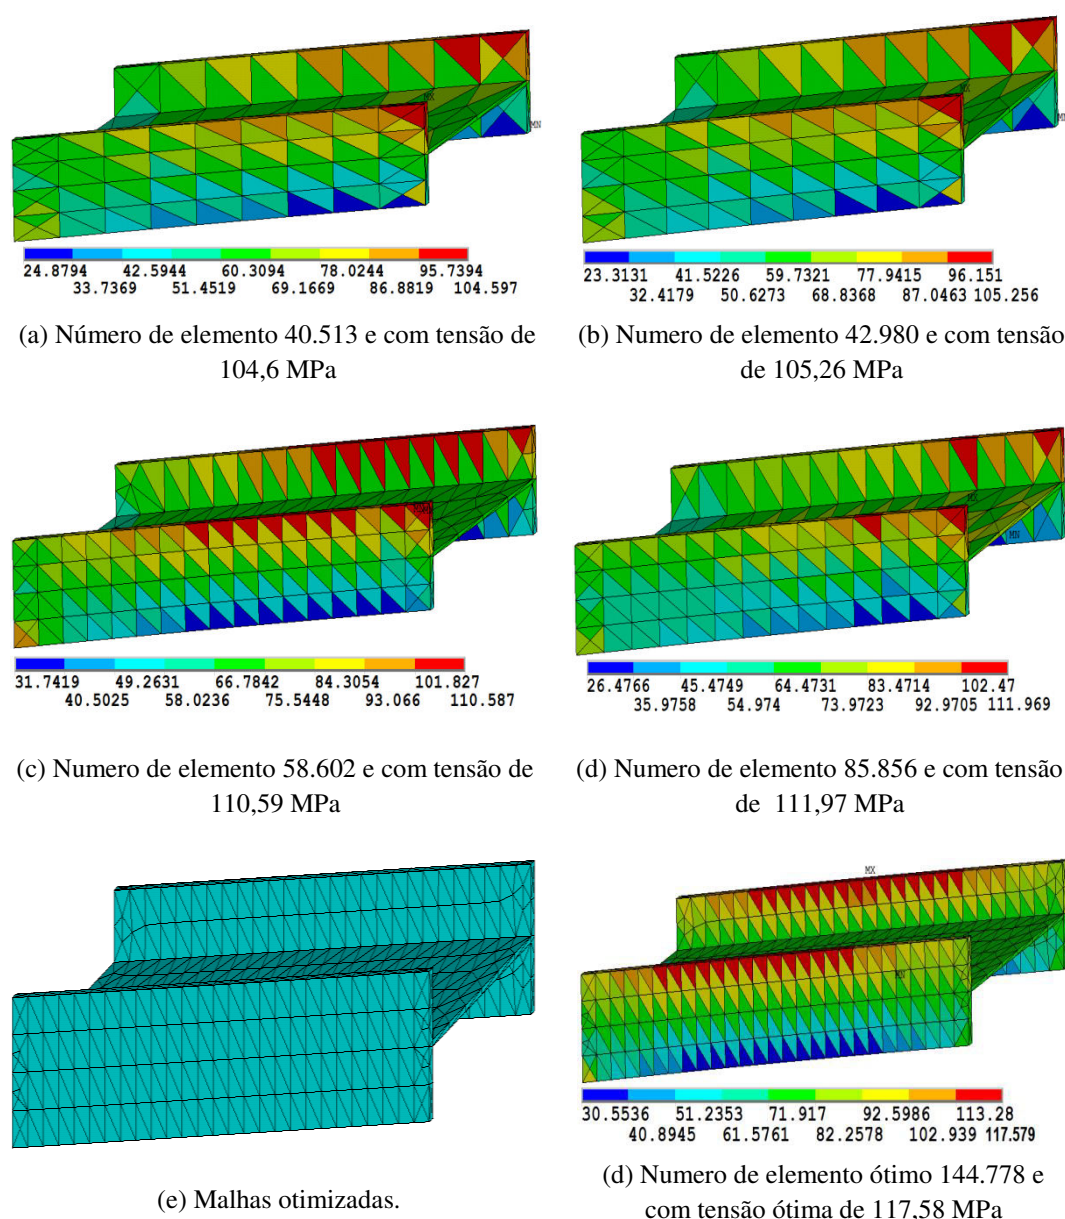 MX
MN
24.8794 42.5944 60.3094 78.0244 95.7394
33.7369 51.4519 69.1669 86.8819 104.597
(a) Número de elemento 40.513 e com tensão de
104,6 MPa
MX
MN
23.3131 41.5226 59.7321 77.9415 96.151
32.4179 50.6273 68.8368 87.0463 105.256
(b) Numero de elemento 42.980 e com tensão
de 105,26 MPa
31.7419 49.2631 66.7842 84.3054 101.827
40.5025 58.0236 75.5448 93.066 110.587
(c) Numero de elemento 58.602 e com tensão de
110,59 MPa
MX
MN
26.4766 45.4749 64.4731 83.4714 102.47
35.9758 54.974 73.9723 92.9705 111.969
(d) Numero de elemento 85.856 e com tensão
de 111,97 MPa
(e) Malhas otimizadas.
MX
MN
30.5536 51.2353 71.917 92.5986 113.28
40.8945 61.5761 82.2578 102.939 117.579
(d) Numero de elemento ótimo 144.778 e
com tensão ótima de 117,58 MPa